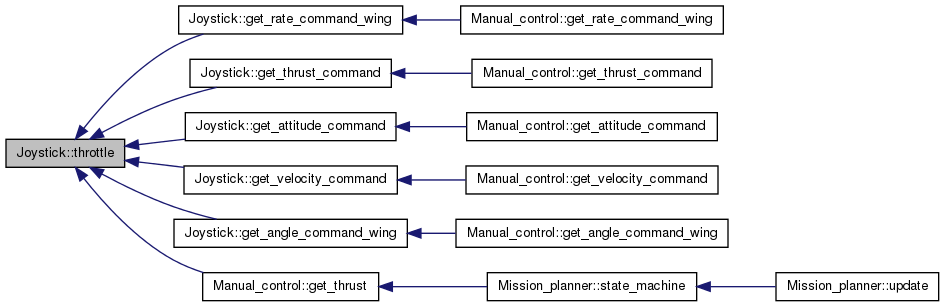 Joystick::get_rate_command_wing
Manual_control::get_rate_command_wing
Joystick::get_thrust_command
Manual_control::get_thrust_command
Joystick::get_attitude_command
Manual_control::get_attitude_command
Joystick::throttle
Joystick::get_velocity_command
Manual_control::get_velocity_command
Joystick::get_angle_command_wing
Manual_control::get_angle_command_wing
Manual_control::get_thrust
Mission_planner::state_machine
Mission_planner::update